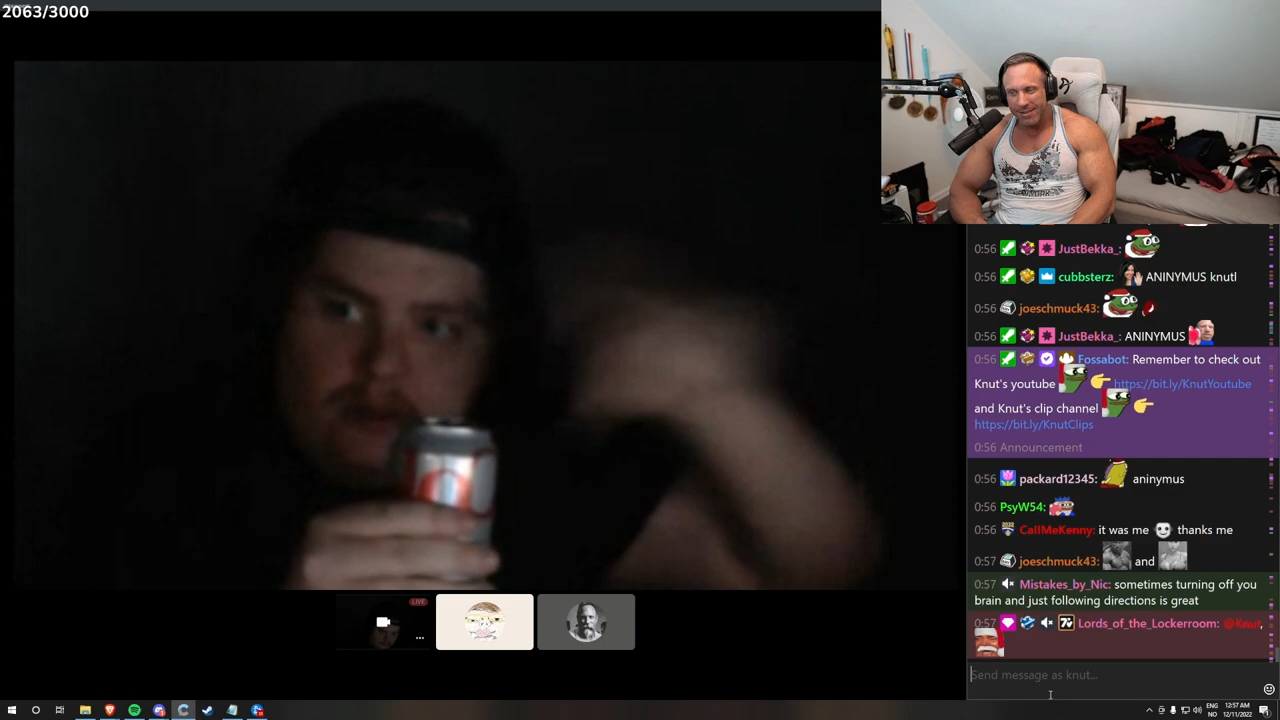 2063/3000
0:56 JustBekka_:
0:56 cubbsterz: ANINYMUS knutl
0:56 joeschmuck43:
0:56 JustBekka_: ANINYMUS
0:56 Fossabot: Remember to check out
Knut's youtube https://bit.ly/KnutYoutube
and Knut's clip channel
https://bit.ly/KnutClips
0:56 Announcement
0:56 packard12345: aninymus
0:56 PsyW54:
0:56 CallMeKenny: it was me thanks me
0:57 joeschmuck43: and
0:57 Mistakes_by_Nic: sometimes turning off you
brain and just following directions is great
0:57 Lords_of_the_Lockerroom: @Knut,
Send message as knut...
LIVE
ENG
NO
12:57 AM
12/11/2022